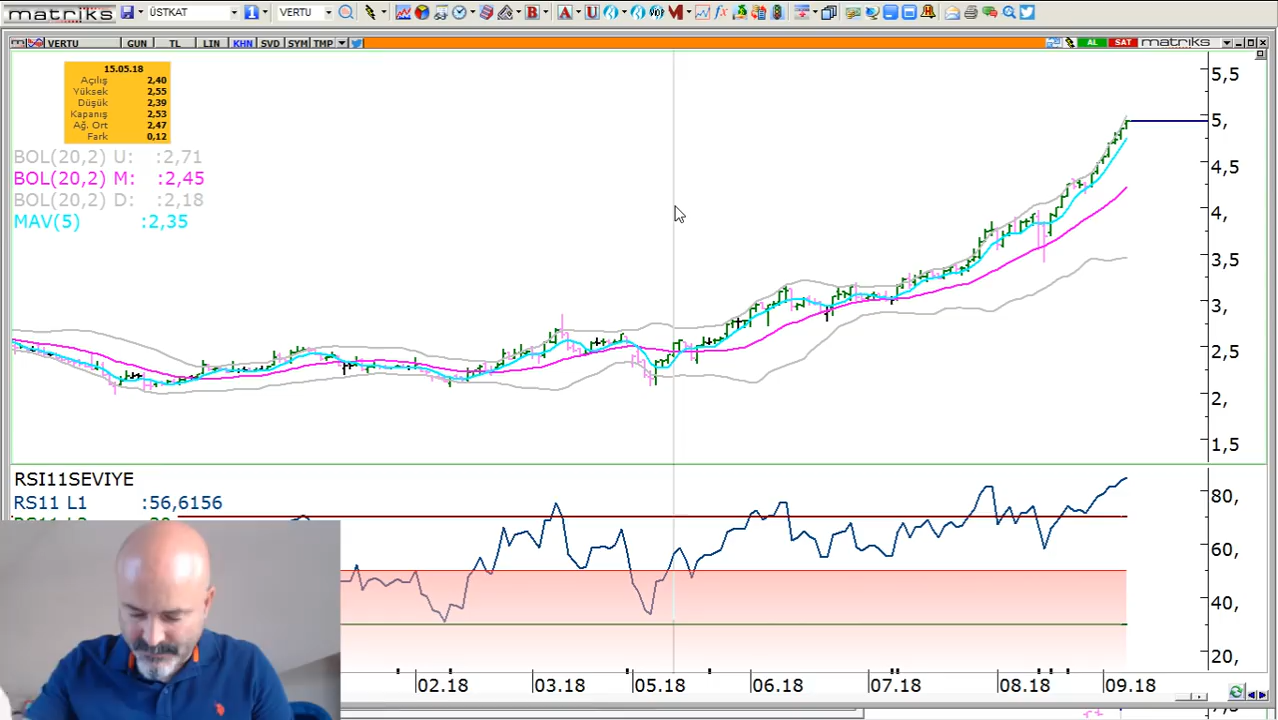 matriks ÜSTKAT VERTU
VERTU GUN TL LIN KHN SVD SYM TMP AL SAT matriks
15.05.18
Açılış 2,40
Yüksek 2,55
Düşük 2,39
Kapanış 2,53
Ağ. Ort 2,47
Fark 0,12
BOL(20,2) U: :2,71
BOL(20,2) M: :2,45
BOL(20,2) D: :2,18
MAV(5) :2,35
5,5
5,
4,5
4,
3,5
3,
2,5
2,
1,5
RSI11SEVIYE
RS11 L1 :56,6156
80,
60,
40,
20,
02.18 03.18 05.18 06.18 07.18 08.18 09.18